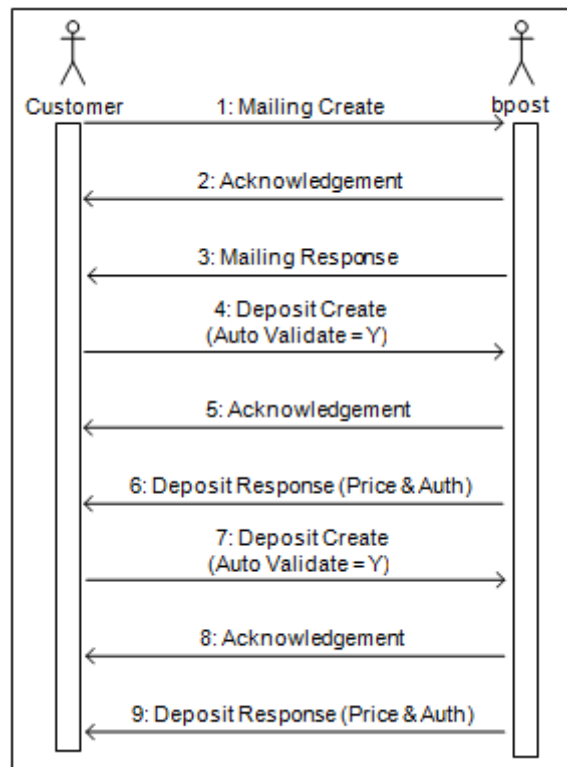 Customer
bpost
1: Mailing Create
2: Acknowledgement
3: Mailing Response
4: Deposit Create
(Auto Validate = Y)
5: Acknowledgement
6: Deposit Response (Price & Auth)
7: Deposit Create
(Auto Validate = Y)
8: Acknowledgement
9: Deposit Response (Price & Auth)